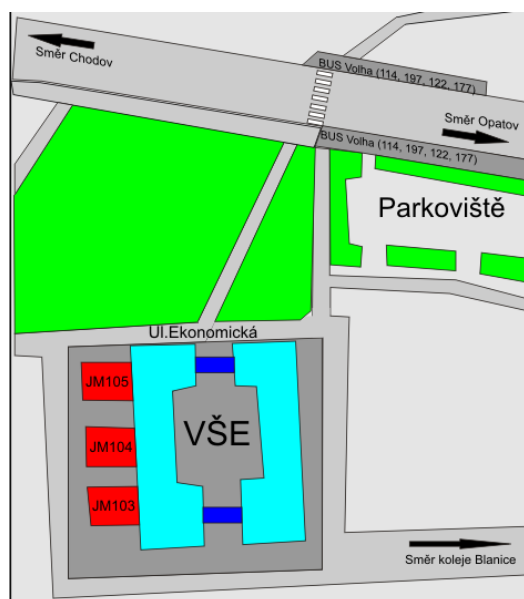 Směr Chodov
BUS Volha (114, 197, 122, 177)
Směr Opatov
BUS Volha (114, 197, 122, 177)
Parkoviště
Ul.Ekonomická
JM105
VŠE
JM104
JM103
Směr koleje Blanice